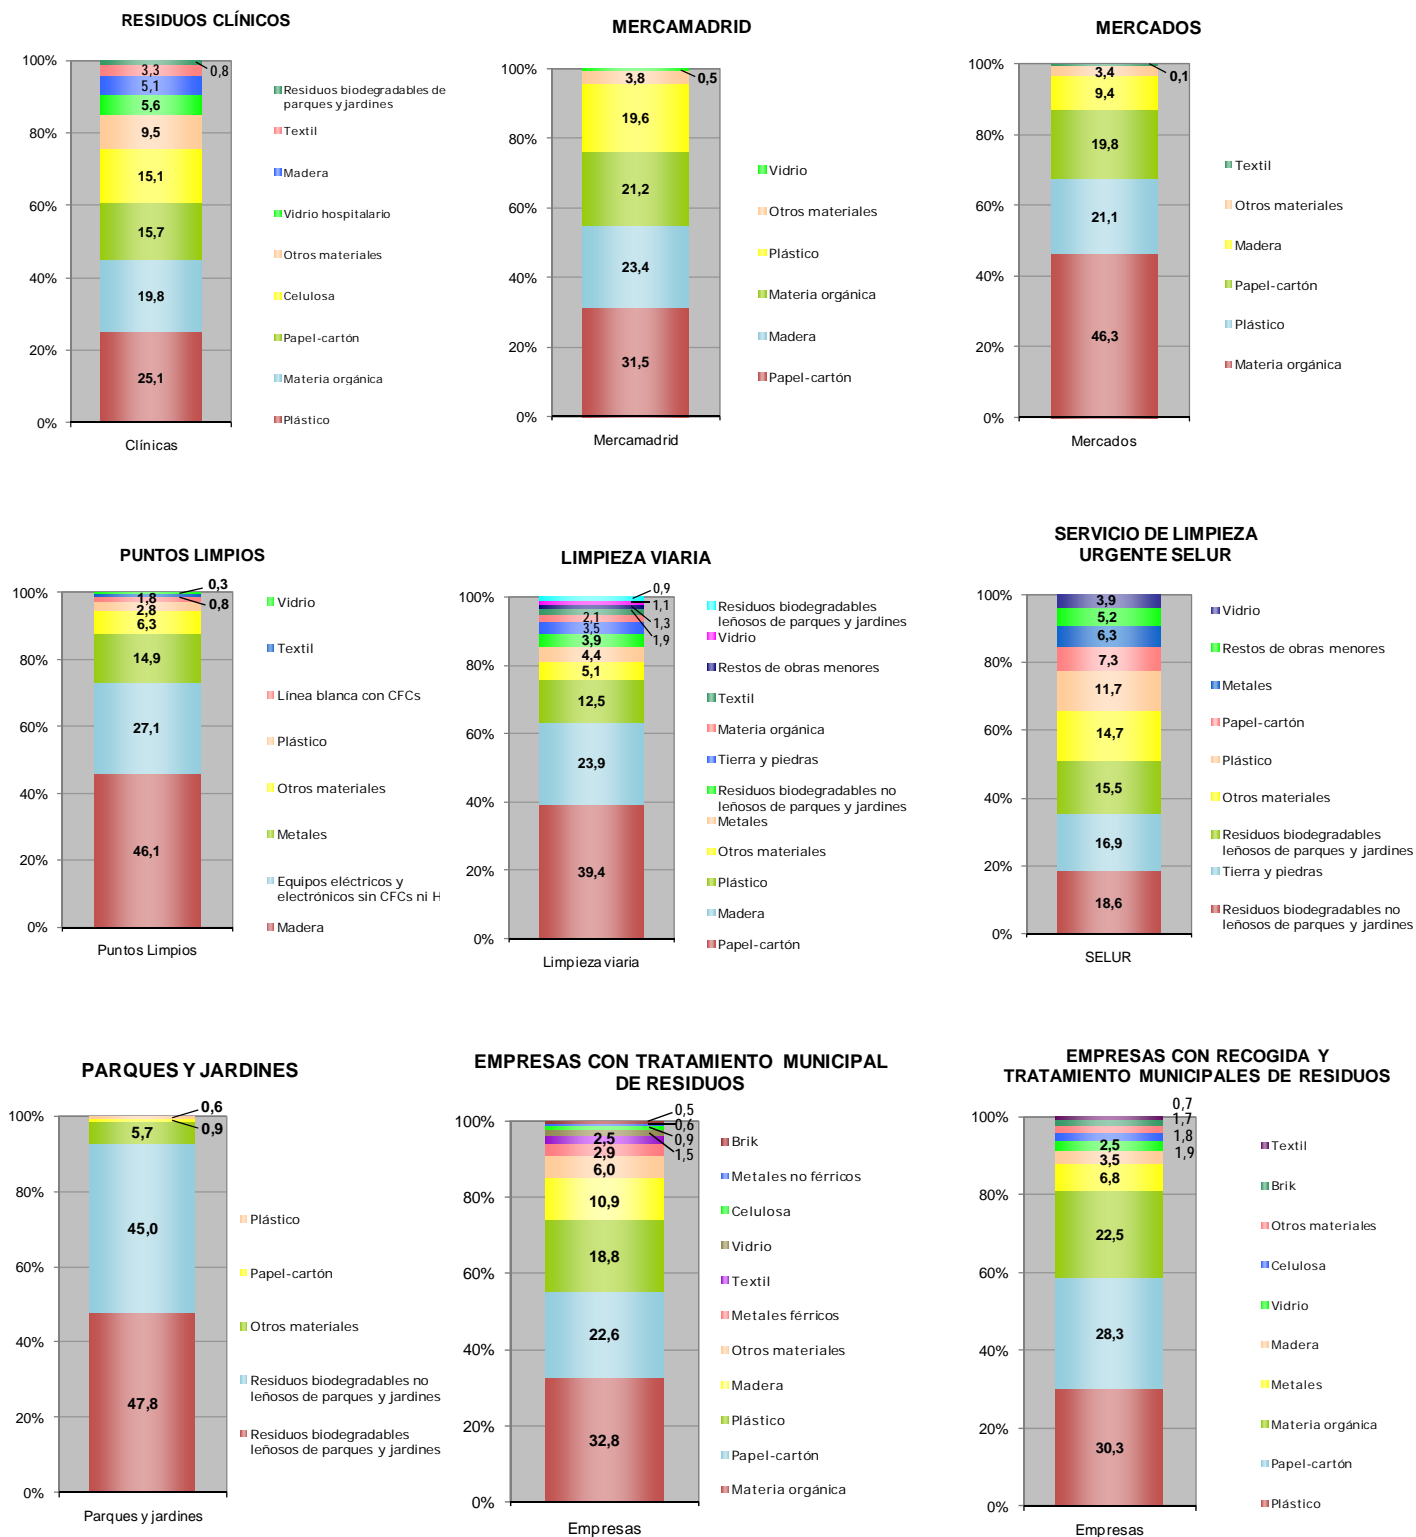 RESIDUOS CLÍNICOS
100%
80%
60%
40%
20%
0%
0,8
3,3
5,1
5,6
9,5
15,1
15,7
19,8
25,1
Clínicas
Residuos biodegradables de
parques y jardines
Textil
Madera
Vidrio hospitalario
Otros materiales
Celulosa
Papel-cartón
Materia orgánica
Plástico
MERCAMADRID
100%
80%
60%
40%
20%
0%
0,5
3,8
19,6
21,2
23,4
31,5
Mercamadrid
Vidrio
Otros materiales
Plástico
Materia orgánica
Madera
Papel-cartón
MERCADOS
100%
80%
60%
40%
20%
0%
0,1
3,4
9,4
19,8
21,1
46,3
Mercados
Textil
Otros materiales
Madera
Papel-cartón
Plástico
Materia orgánica
PUNTOS LIMPIOS
100%
80%
60%
40%
20%
0%
0,3
0,8
1,8
2,8
6,3
14,9
27,1
46,1
Puntos Limpios
Vidrio
Textil
Línea blanca con CFCs
Plástico
Otros materiales
Metales
Equipos eléctricos y
electrónicos sin CFCs ni H
Madera
LIMPIEZA VIARIA
100%
80%
60%
40%
20%
0%
0,9
1,1
1,3
1,9
2,1
3,5
3,9
4,4
5,1
12,5
23,9
39,4
Limpieza viaria
Residuos biodegradables
leñosos de parques y jardines
Vidrio
Restos de obras menores
Textil
Materia orgánica
Tierra y piedras
Residuos biodegradables no
leñosos de parques y jardines
Metales
Otros materiales
Plástico
Madera
Papel-cartón
SERVICIO DE LIMPIEZA
URGENTE SELUR
100%
80%
60%
40%
20%
0%
3,9
5,2
6,3
7,3
11,7
14,7
15,5
16,9
18,6
SELUR
Vidrio
Restos de obras menores
Metales
Papel-cartón
Plástico
Otros materiales
Residuos biodegradables
leñosos de parques y jardines
Tierra y piedras
Residuos biodegradables no
leñosos de parques y jardines
PARQUES Y JARDINES
100%
80%
60%
40%
20%
0%
0,6
0,9
5,7
45,0
47,8
Parques y jardines
Plástico
Papel-cartón
Otros materiales
Residuos biodegradables no
leñosos de parques y jardines
Residuos biodegradables
leñosos de parques y jardines
EMPRESAS CON TRATAMIENTO MUNICIPAL
DE RESIDUOS
100%
80%
60%
40%
20%
0%
0,5
0,6
0,9
1,5
2,5
2,9
6,0
10,9
18,8
22,6
32,8
Empresas
Brik
Metales no férricos
Celulosa
Vidrio
Textil
Metales férricos
Otros materiales
Madera
Plástico
Papel-cartón
Materia orgánica
EMPRESAS CON RECOGIDA Y
TRATAMIENTO MUNICIPALES DE RESIDUOS
100%
80%
60%
40%
20%
0%
0,7
1,7
1,8
1,9
2,5
3,5
6,8
22,5
28,3
30,3
Empresas
Textil
Brik
Otros materiales
Celulosa
Vidrio
Madera
Metales
Materia orgánica
Papel-cartón
Plástico